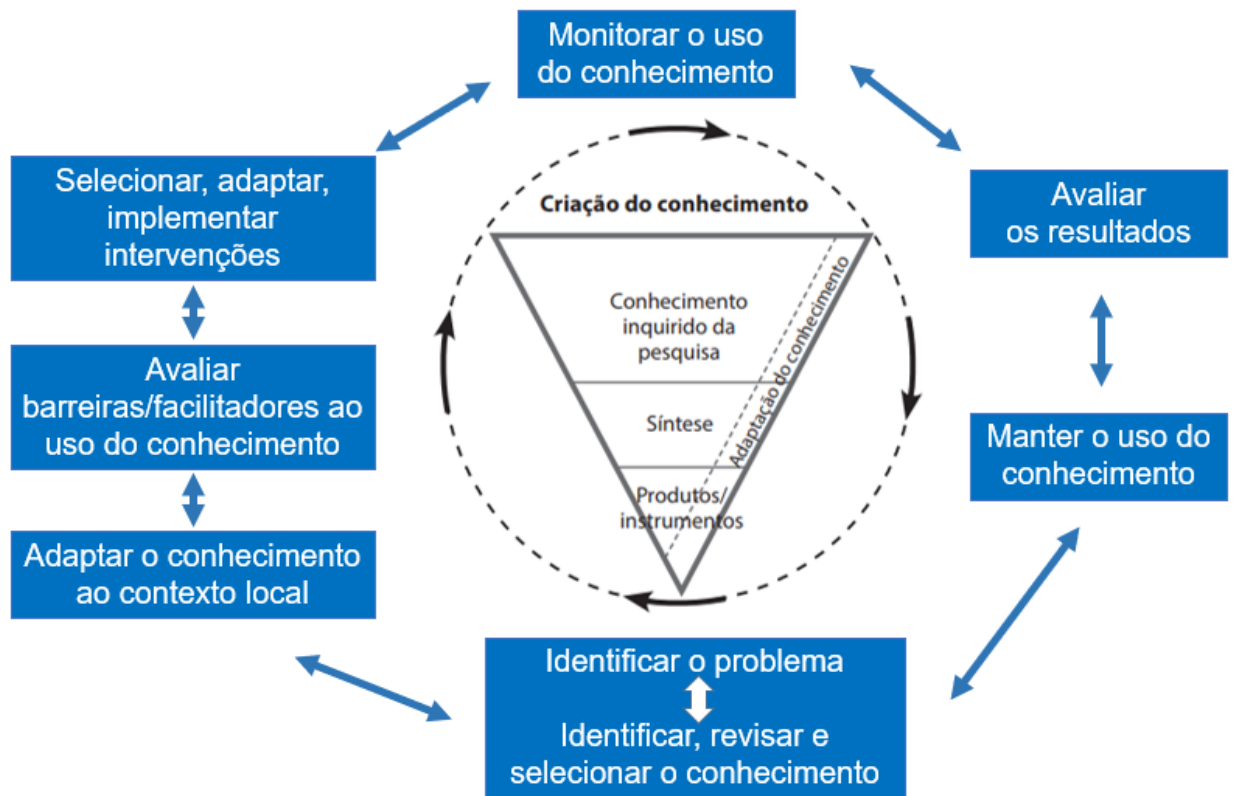 Monitorar o uso
do conhecimento
Selecionar, adaptar,
implementar
intervenções
Avaliar
os resultados
Criação do conhecimento
Conhecimento
inquirido da
pesquisa
Adaptação do conhecimento
Síntese
Produtos/
instrumentos
Avaliar
barreiras/facilitadores ao
uso do conhecimento
Manter o uso do
conhecimento
Adaptar o conhecimento
ao contexto local
Identificar o problema
Identificar, revisar e
selecionar o conhecimento